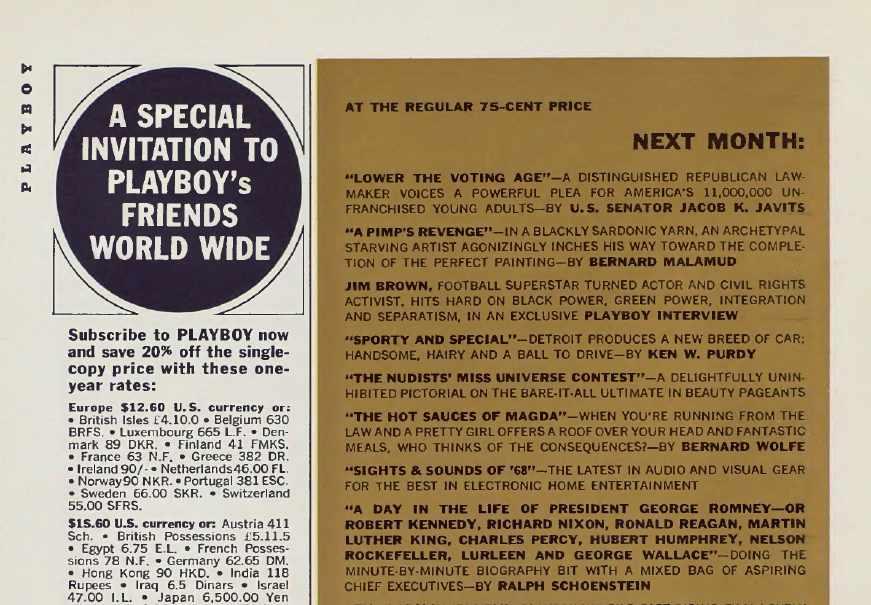 PLAYBOY
A SPECIAL
INVITATION TO
PLAYBOY's
FRIENDS
WORLD WIDE
Subscribe to PLAYBOY now
and save 20% off the single-
copy price with these one-
year rates:
Europe $12.60 U.S. currency or:
• British Isles £4.10.0 • Belgium 630
BRFS. • Luxembourg 665 L.F. • Den-
mark 89 DKR. • Finland 41 FMKS.
• France 63 N.F. • Greece 382 DR.
• Ireland 90/- • Netherlands 46.00 FL.
• Norway 90 NKR. • Portugal 381 ESC.
• Sweden 66.00 SKR. • Switzerland
55.00 SFRS.
$15.60 U.S. currency or: Austria 411
Sch. • British Possessions £5.11.5
• Egypt 6.75 E.L. • French Posses-
sions 78 N.F. • Germany 62.65 DM.
• Hong Kong 90 HKD. • India 118
Rupees • Iraq 6.5 Dinars • Israel
47.00 I.L. • Japan 6,500.00 Yen
AT THE REGULAR 75-CENT PRICE
NEXT MONTH:
“LOWER THE VOTING AGE”—A DISTINGUISHED REPUBLICAN LAW-
MAKER VOICES A POWERFUL PLEA FOR AMERICA'S 11,000,000 UN-
FRANCHISED YOUNG ADULTS—BY U.S. SENATOR JACOB K. JAVITS
“A PIMP'S REVENGE”—IN A BLACKLY SARDONIC YARN, AN ARCHETYPAL
STARVING ARTIST AGONIZINGLY INCHES HIS WAY TOWARD THE COMPLE-
TION OF THE PERFECT PAINTING—BY BERNARD MALAMUD
JIM BROWN, FOOTBALL SUPERSTAR TURNED ACTOR AND CIVIL RIGHTS
ACTIVIST, HITS HARD ON BLACK POWER, GREEN POWER, INTEGRATION
AND SEPARATISM, IN AN EXCLUSIVE PLAYBOY INTERVIEW
“SPORTY AND SPECIAL”—DETROIT PRODUCES A NEW BREED OF CAR:
HANDSOME, HAIRY AND A BALL TO DRIVE—BY KEN W. PURDY
“THE NUDISTS' MISS UNIVERSE CONTEST”—A DELIGHTFULLY UNIN-
HIBITED PICTORIAL ON THE BARE-IT-ALL ULTIMATE IN BEAUTY PAGEANTS
“THE HOT SAUCES OF MAGDA”—WHEN YOU'RE RUNNING FROM THE
LAW AND A PRETTY GIRL OFFERS A ROOF OVER YOUR HEAD AND FANTASTIC
MEALS, WHO THINKS OF THE CONSEQUENCES?—BY BERNARD WOLFE
“SIGHTS & SOUNDS OF '68”—THE LATEST IN AUDIO AND VISUAL GEAR
FOR THE BEST IN ELECTRONIC HOME ENTERTAINMENT
“A DAY IN THE LIFE OF PRESIDENT GEORGE ROMNEY—OR
ROBERT KENNEDY, RICHARD NIXON, RONALD REAGAN, MARTIN
LUTHER KING, CHARLES PERCY, HUBERT HUMPHREY, NELSON
ROCKEFELLER, LURLEEN AND GEORGE WALLACE”—DOING THE
MINUTE-BY-MINUTE BIOGRAPHY BIT WITH A MIXED BAG OF ASPIRING
CHIEF EXECUTIVES—BY RALPH SCHOENSTEIN